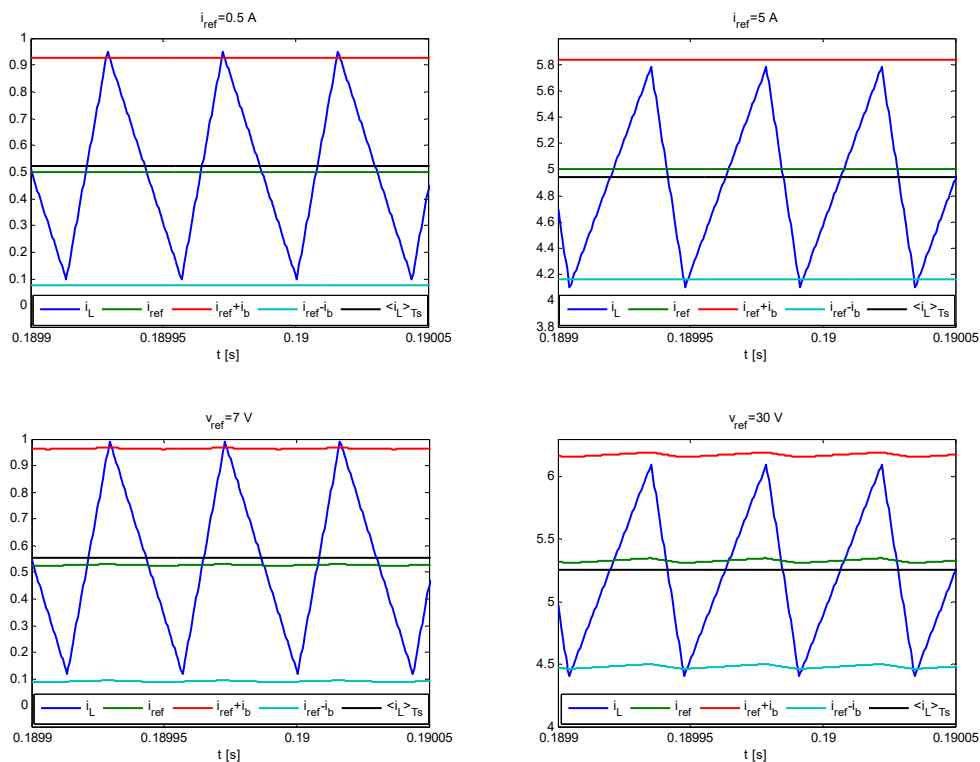 i_ref=0.5 A
1
0.9
0.8
0.7
0.6
0.5
0.4
0.3
0.2
0.1
0
i_L i_ref i_ref+i_b i_ref-i_b <i_L>_Ts
0.1899 0.18995 0.19 0.19005
t [s]
i_ref=5 A
5.8
5.6
5.4
5.2
5
4.8
4.6
4.4
4.2
4
3.8
i_L i_ref i_ref+i_b i_ref-i_b <i_L>_Ts
0.1899 0.18995 0.19 0.19005
t [s]
v_ref=7 V
1
0.9
0.8
0.7
0.6
0.5
0.4
0.3
0.2
0.1
0
i_L i_ref i_ref+i_b i_ref-i_b <i_L>_Ts
0.1899 0.18995 0.19 0.19005
t [s]
v_ref=30 V
6
5.5
5
4.5
4
i_L i_ref i_ref+i_b i_ref-i_b <i_L>_Ts
0.1899 0.18995 0.19 0.19005
t [s]